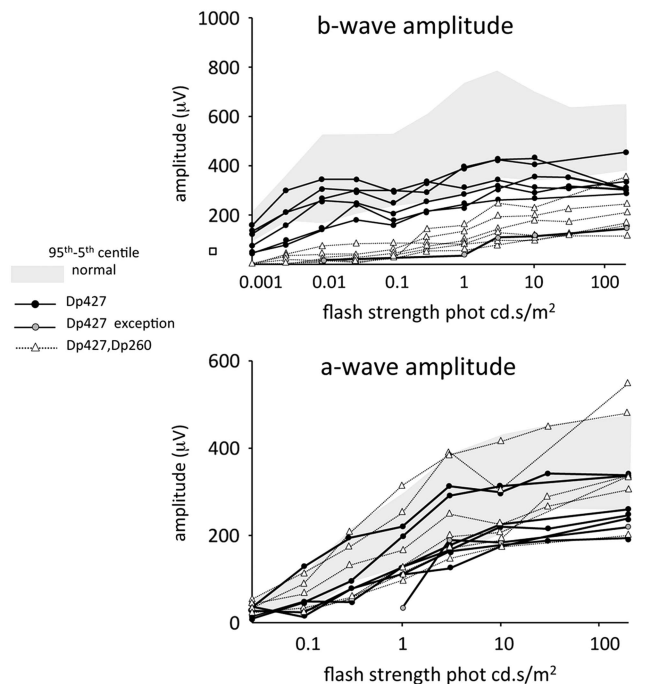 b-wave amplitude
1000
800
600
400
200
amplitude (μV)
0.001 0.01 0.1 1 10 100
flash strength phot cd.s/m²
95th-5th centile
normal
Dp427
Dp427 exception
Dp427,Dp260
a-wave amplitude
600
400
200
0
amplitude (μV)
0.1 1 10 100
flash strength phot cd.s/m²